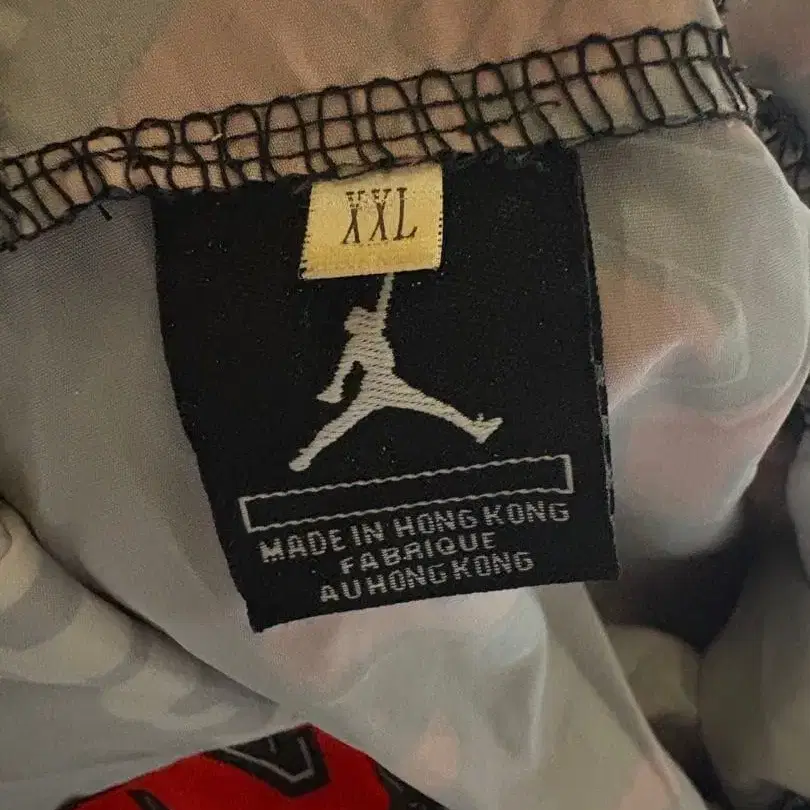 XXL
MADE IN HONG KONG
FABRIQUE
AU HONG KONG